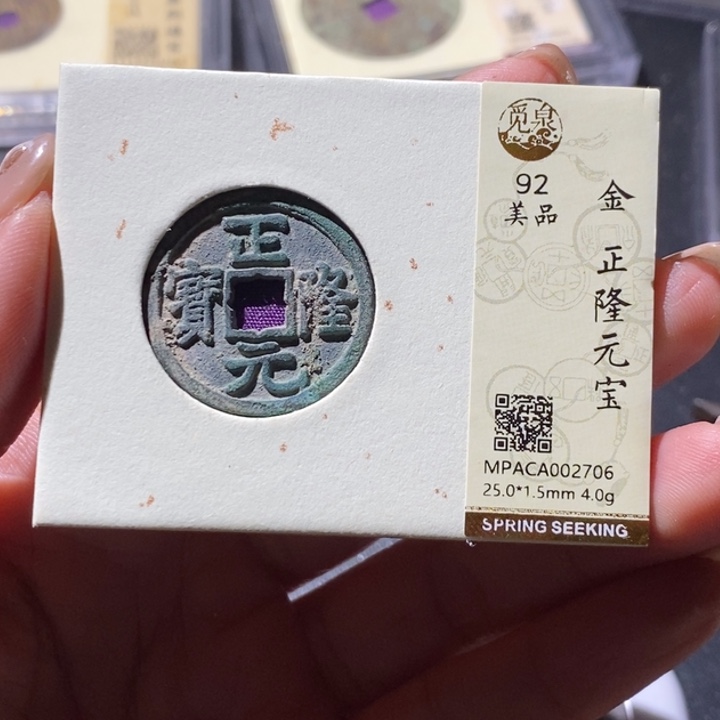 正
隆
元
寳
觅泉
92
美品
金 正隆元宝
MPACA002706
25.0*1.5mm 4.0g
SPRING SEEKING